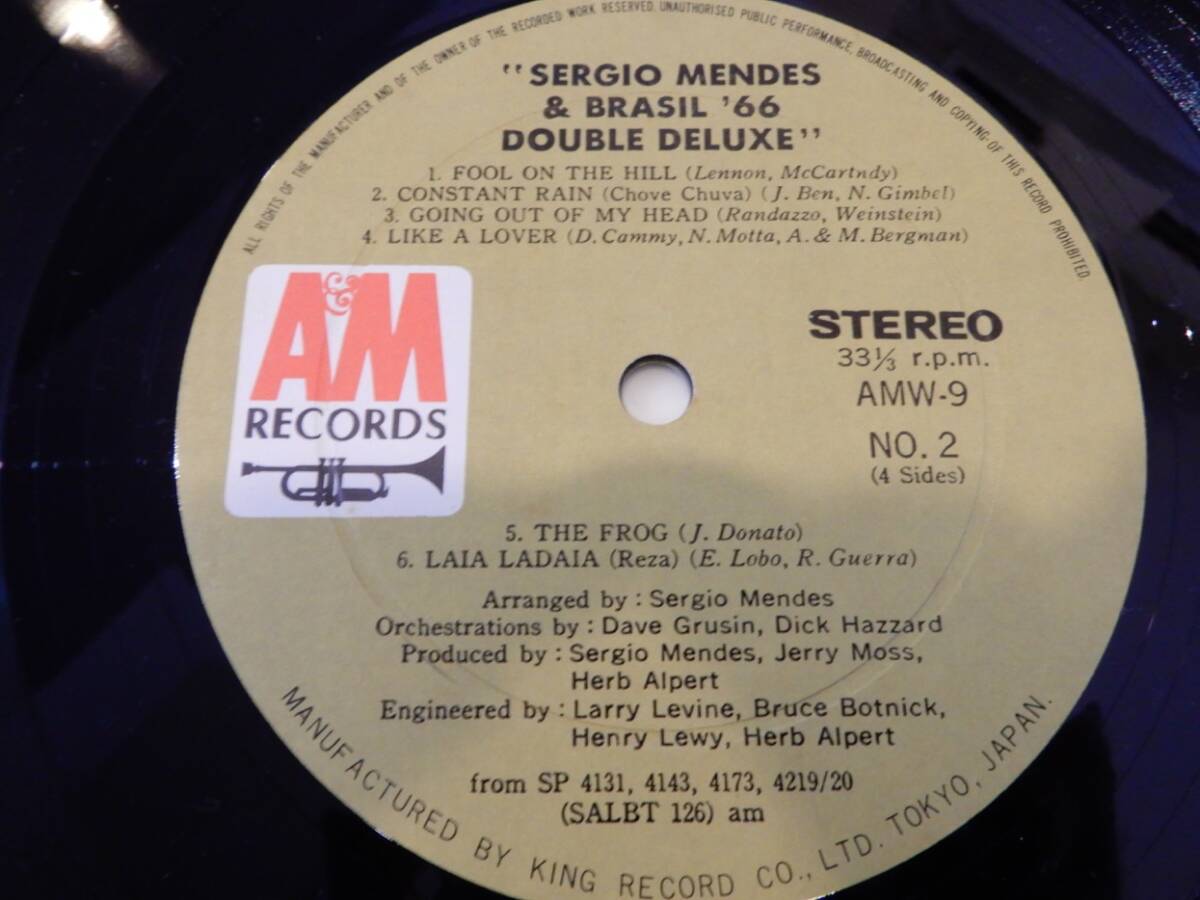 ALL RIGHTS OF THE MANUFACTURER AND OF THE OWNER OF THE RECORDED WORK RESERVED. UNAUTHORISED PUBLIC PERFORMANCE, BROADCASTING AND COPYING OF THIS RECORD PROHIBITED.
"SERGIO MENDES
& BRASIL '66
DOUBLE DELUXE"
1. FOOL ON THE HILL (Lennon, McCartndy)
2. CONSTANT RAIN (Chove Chuva) (J. Ben, N. Gimbel)
3. GOING OUT OF MY HEAD (Randazzo, Weinstein)
4. LIKE A LOVER (D. Cammy, N. Motta, A. & M. Bergman)
A&M
RECORDS
STEREO
33⅓ r.p.m.
AMW-9
NO. 2
(4 Sides)
5. THE FROG (J. Donato)
6. LAIA LADAIA (Reza) (E. Lobo, R. Guerra)
Arranged by : Sergio Mendes
Orchestrations by : Dave Grusin, Dick Hazzard
Produced by : Sergio Mendes, Jerry Moss,
Herb Alpert
Engineered by : Larry Levine, Bruce Botnick,
Henry Lewy, Herb Alpert
from SP 4131, 4143, 4173, 4219/20
(SALBT 126) am
MANUFACTURED BY KING RECORD CO., LTD. TOKYO, JAPAN.